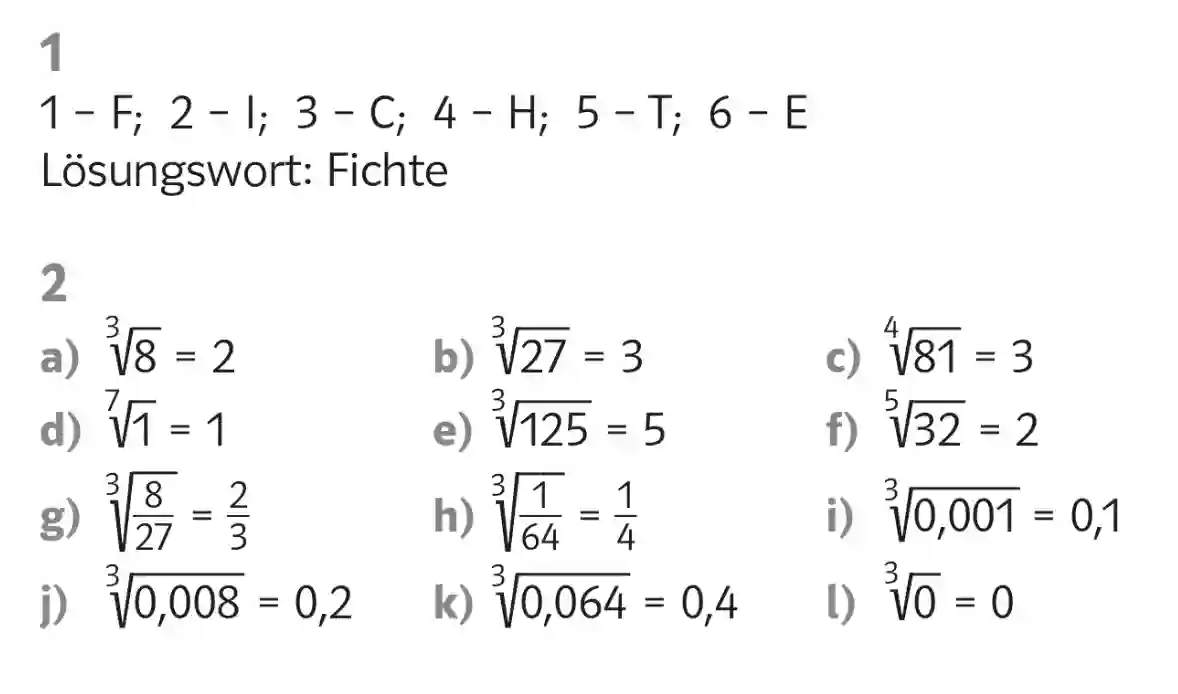 1
1 – F; 2 – I; 3 – C; 4 – H; 5 – T; 6 – E
Lösungswort: Fichte
2
a) ∛8 = 2 b) ∛27 = 3 c) ∜81 = 3
d) ⁷√1 = 1 e) ∛125 = 5 f) ⁵√32 = 2
g) ∛(8/27) = 2/3 h) ∛(1/64) = 1/4 i) ∛0,001 = 0,1
j) ∛0,008 = 0,2 k) ∛0,064 = 0,4 l) ∛0 = 0